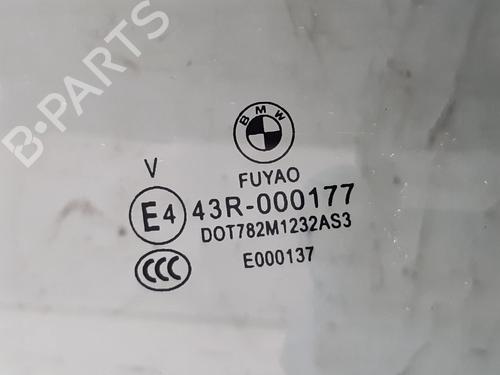 B-PARTS
BMW
FUYAO
V
E4 43R-000177
DOT782M1232AS3
CCC E000137